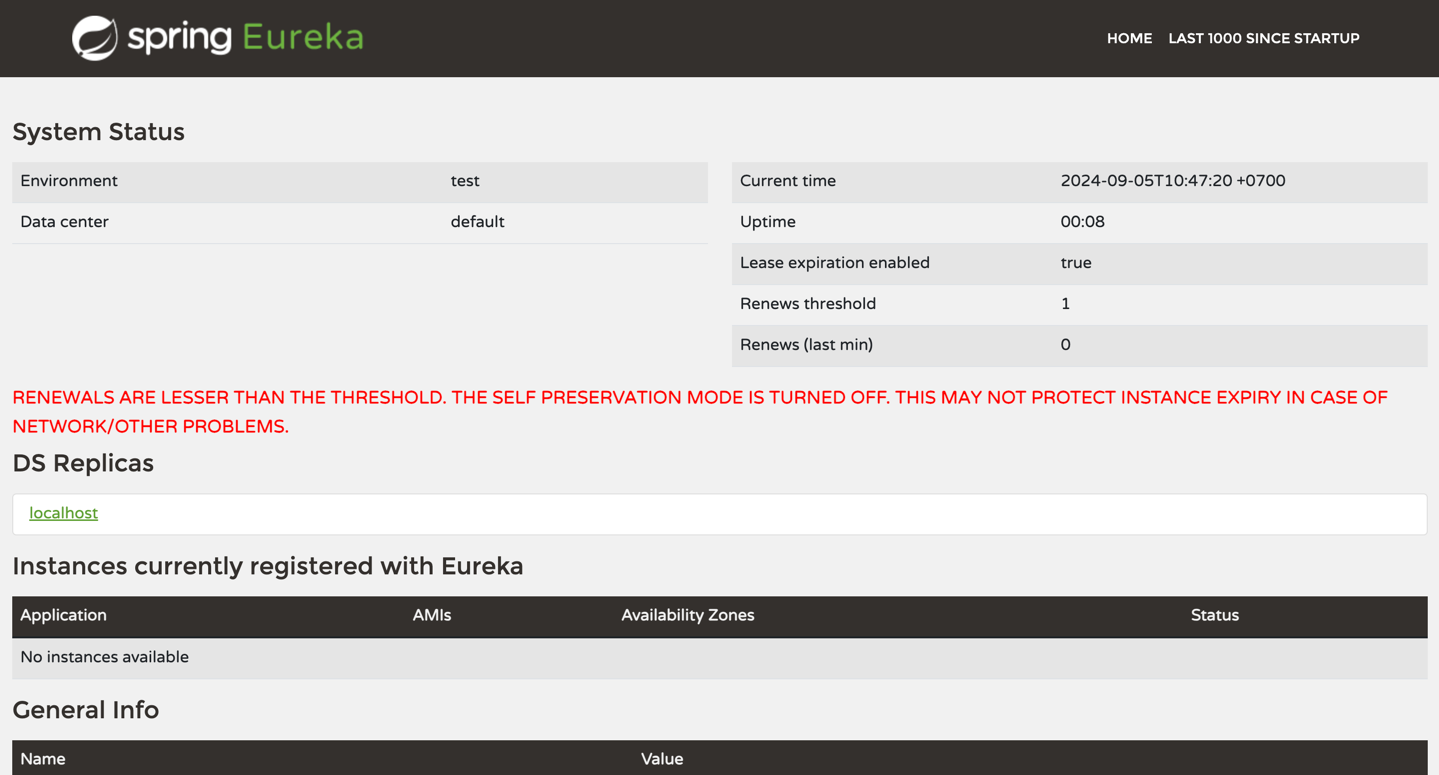 spring Eureka
HOME LAST 1000 SINCE STARTUP
System Status
Environment test
Data center default
Current time 2024-09-05T10:47:20 +0700
Uptime 00:08
Lease expiration enabled true
Renews threshold 1
Renews (last min) 0
RENEWALS ARE LESSER THAN THE THRESHOLD. THE SELF PRESERVATION MODE IS TURNED OFF. THIS MAY NOT PROTECT INSTANCE EXPIRY IN CASE OF
NETWORK/OTHER PROBLEMS.
DS Replicas
localhost
Instances currently registered with Eureka
Application AMIs Availability Zones Status
No instances available
General Info
Name Value